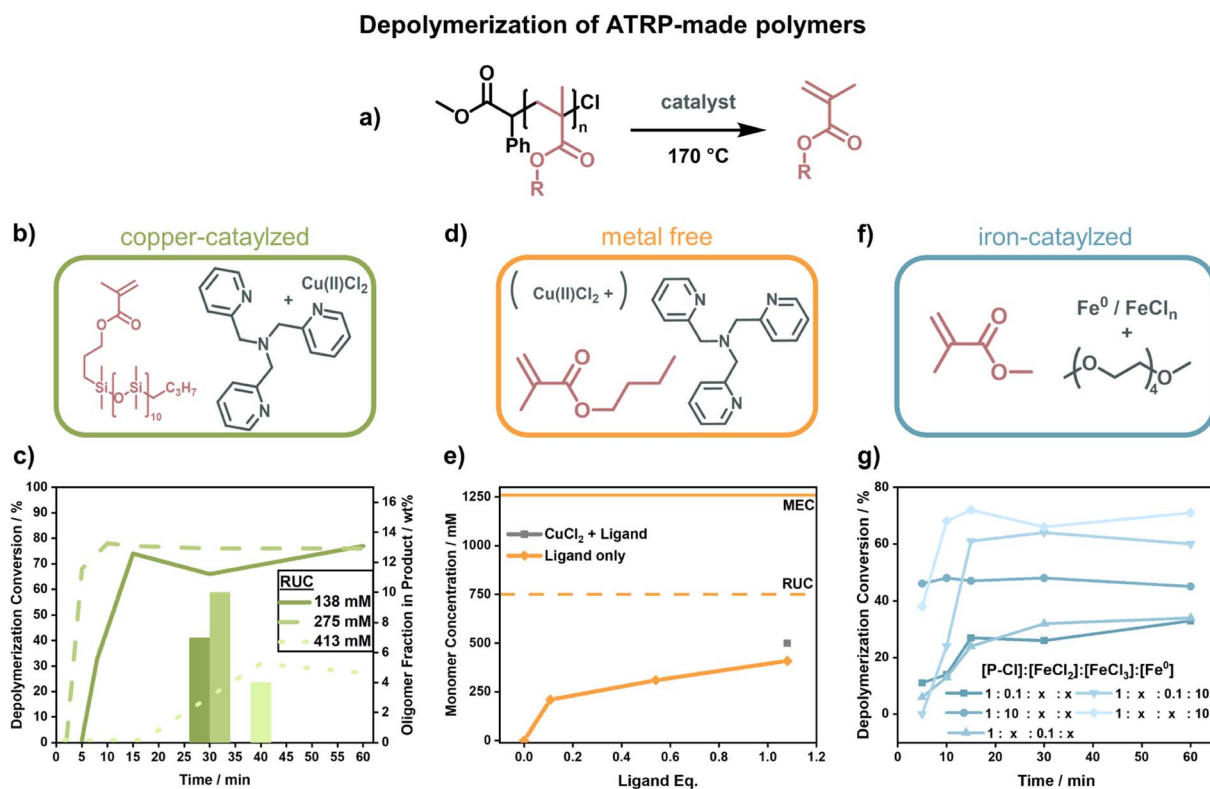 Depolymerization of ATRP-made polymers
a)
O
O
Ph
n
Cl
O
O
R
catalyst
170 °C
O
O
R
b)
copper-cataylzed
O
O
Si
O
Si
10
C3H7
N
N
N
N
+ Cu(II)Cl2
d)
metal free
( Cu(II)Cl2 + )
O
O
N
N
N
N
f)
iron-cataylzed
O
O
Fe0 / FeCln
+
O
4
O
c)
Depolymerization Conversion / %
100
90
80
70
60
50
40
30
20
10
0
0 5 10 20 30 40 50 60
Time / min
RUC
138 mM
275 mM
413 mM
16
14
12
10
8
6
4
2
0
Oligomer Fraction in Product / wt%
e)
Monomer Concentration / mM
1250
1000
750
500
250
0
0.0 0.2 0.4 0.6 0.8 1.0 1.2
Ligand Eq.
MEC
CuCl2 + Ligand
Ligand only
RUC
g)
Depolymerization Conversion / %
80
60
40
20
0
0 10 20 30 40 50 60
Time / min
[P-Cl]:[FeCl2]:[FeCl3]:[Fe0]
1 : 0.1 : x : x
1 : x : 0.1 : 10
1 : 10 : x : x
1 : x : x : 10
1 : x : 0.1 : x